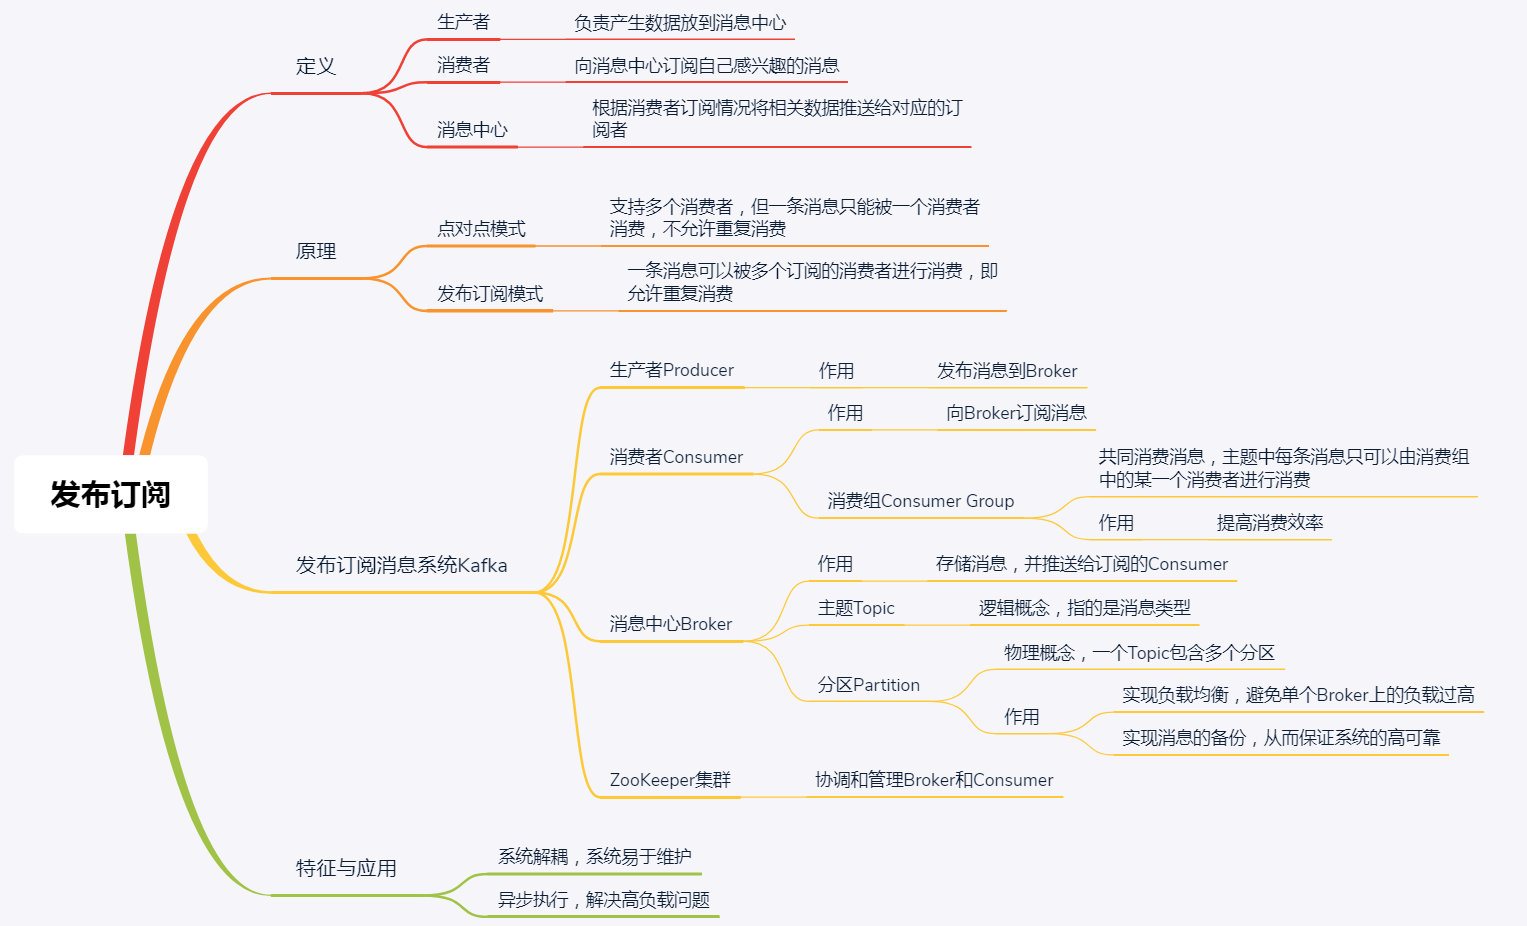 发布订阅
定义
生产者
负责产生数据放到消息中心
消费者
向消息中心订阅自己感兴趣的消息
消息中心
根据消费者订阅情况将相关数据推送给对应的订
阅者
原理
点对点模式
支持多个消费者，但一条消息只能被一个消费者
消费，不允许重复消费
发布订阅模式
一条消息可以被多个订阅的消费者进行消费，即
允许重复消费
发布订阅消息系统Kafka
生产者Producer
作用
发布消息到Broker
消费者Consumer
作用
向Broker订阅消息
消费组Consumer Group
共同消费消息，主题中每条消息只可以由消费组
中的某一个消费者进行消费
作用
提高消费效率
消息中心Broker
作用
存储消息，并推送给订阅的Consumer
主题Topic
逻辑概念，指的是消息类型
分区Partition
物理概念，一个Topic包含多个分区
作用
实现负载均衡，避免单个Broker上的负载过高
实现消息的备份，从而保证系统的高可靠
ZooKeeper集群
协调和管理Broker和Consumer
特征与应用
系统解耦，系统易于维护
异步执行，解决高负载问题